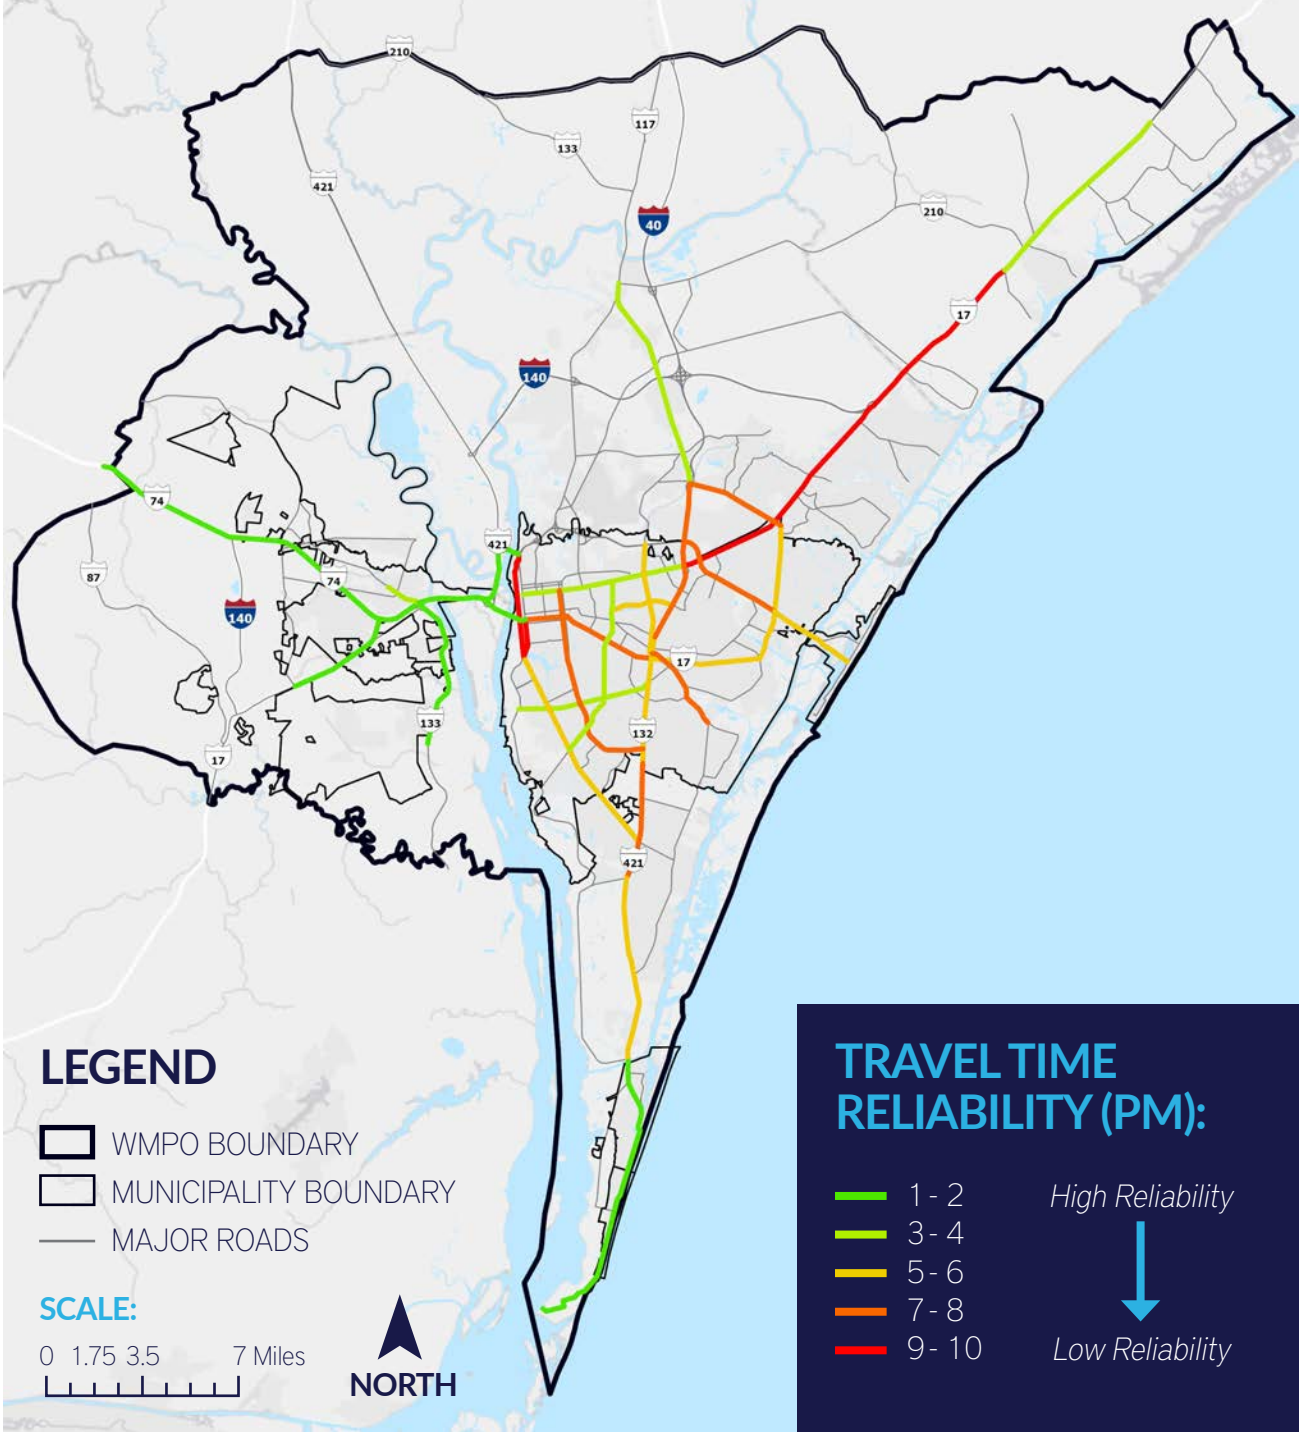 210
117
133
421
40
210
17
140
74
421
74
87
140
17
133
17
132
421
LEGEND
WMPO BOUNDARY
MUNICIPALITY BOUNDARY
MAJOR ROADS
SCALE:
0 1.75 3.5 7 Miles
NORTH
TRAVEL TIME
RELIABILITY (PM):
1 - 2 High Reliability
3 - 4
5 - 6
7 - 8
9 - 10 Low Reliability